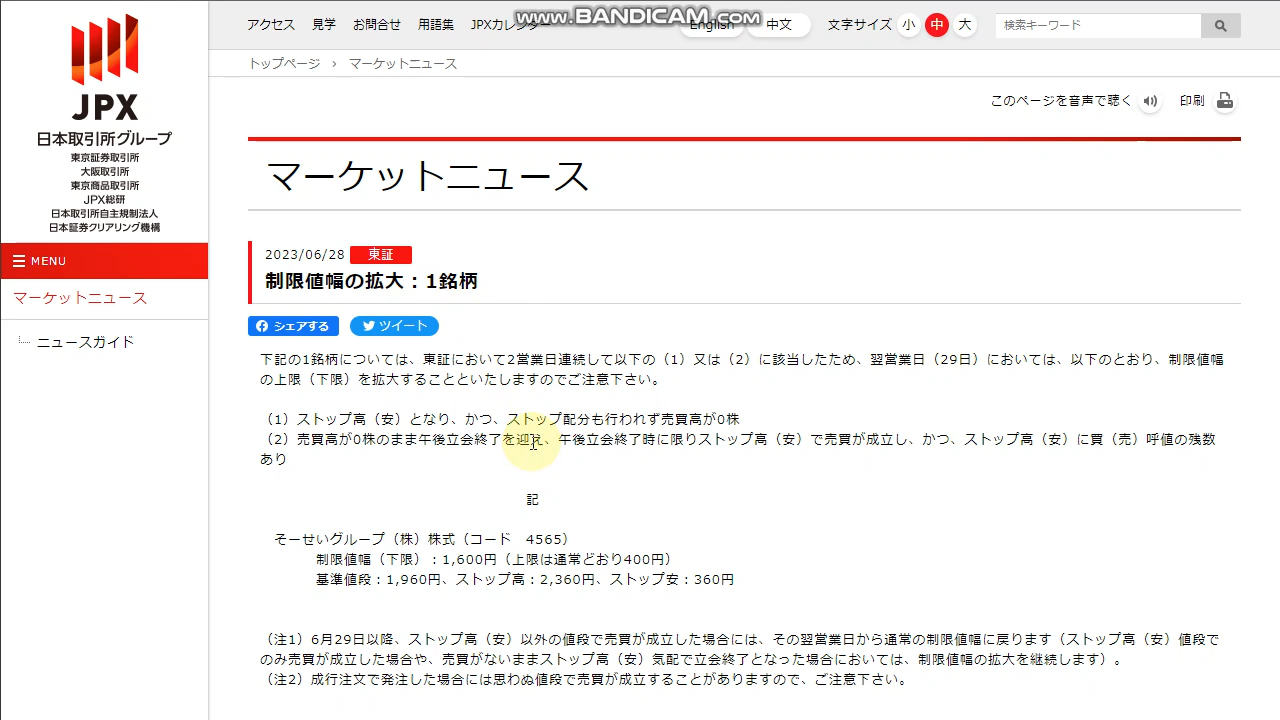 www.BANDICAM.com
アクセス 見学 お問合せ 用語集 JPXカレンダー English 中文 文字サイズ 小 中 大 検索キーワード
JPX
日本取引所グループ
東京証券取引所
大阪取引所
東京商品取引所
JPX総研
日本取引所自主規制法人
日本証券クリアリング機構
MENU
マーケットニュース
ニュースガイド
トップページ › マーケットニュース
このページを音声で聴く 印刷
マーケットニュース
2023/06/28 東証
制限値幅の拡大：1銘柄
シェアする ツイート
下記の1銘柄については、東証において2営業日連続して以下の（1）又は（2）に該当したため、翌営業日（29日）においては、以下のとおり、制限値幅
の上限（下限）を拡大することといたしますのでご注意下さい。
（1）ストップ高（安）となり、かつ、ストップ配分も行われず売買高が0株
（2）売買高が0株のまま午後立会終了を迎え、午後立会終了時に限りストップ高（安）で売買が成立し、かつ、ストップ高（安）に買（売）呼値の残数
あり
記
そーせいグループ（株）株式（コード　4565）
制限値幅（下限）：1,600円（上限は通常どおり400円）
基準値段：1,960円、ストップ高：2,360円、ストップ安：360円
（注1）6月29日以降、ストップ高（安）以外の値段で売買が成立した場合には、その翌営業日から通常の制限値幅に戻ります（ストップ高（安）値段で
のみ売買が成立した場合や、売買がないままストップ高（安）気配で立会終了となった場合においては、制限値幅の拡大を継続します）。
（注2）成行注文で発注した場合には思わぬ値段で売買が成立することがありますので、ご注意下さい。